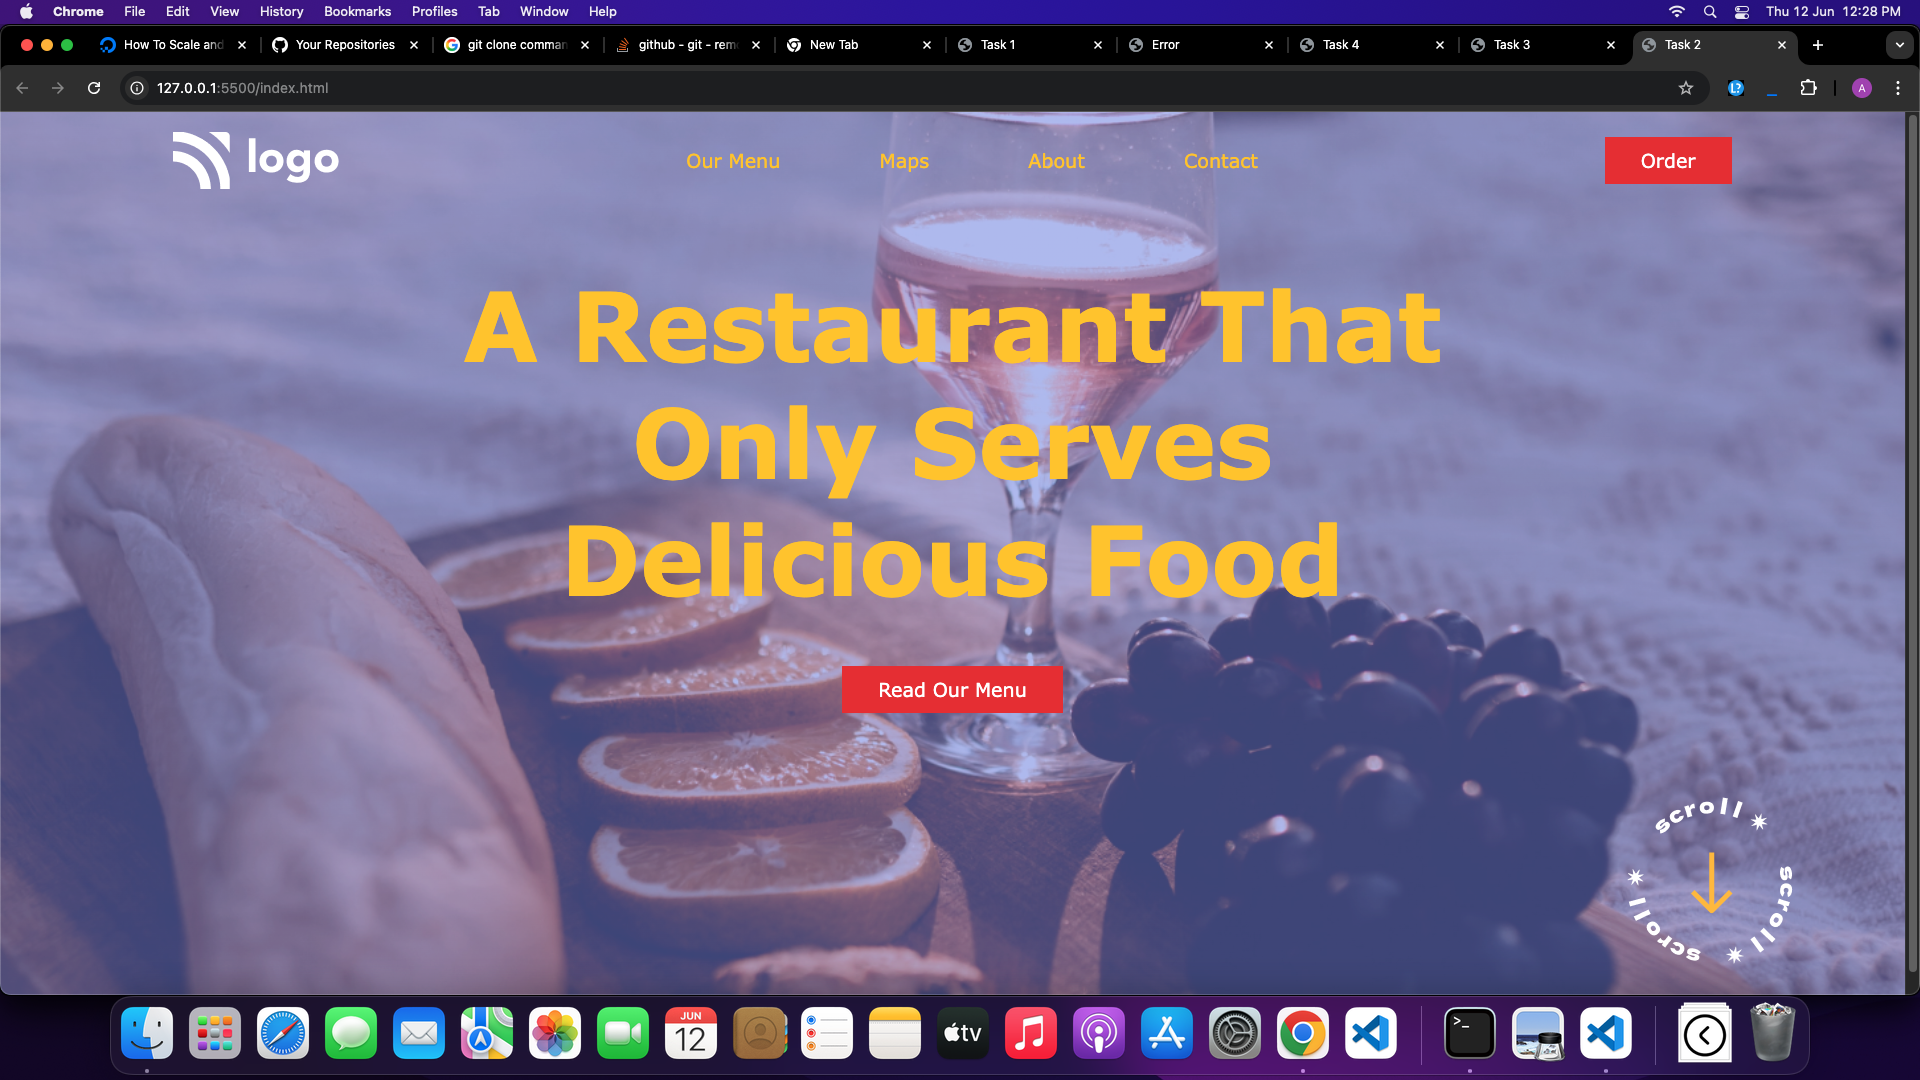 Chrome File Edit View History Bookmarks Profiles Tab Window Help Thu 12 Jun 12:28 PM
How To Scale and Your Repositories git clone comman github - git - rem New Tab Task 1 Error Task 4 Task 3 Task 2
127.0.0.1:5500/index.html L? A
logo Our Menu Maps About Contact Order
A Restaurant That
Only Serves
Delicious Food
Read Our Menu
scroll
scroll
scroll
scroll
JUN
12
tv
>_